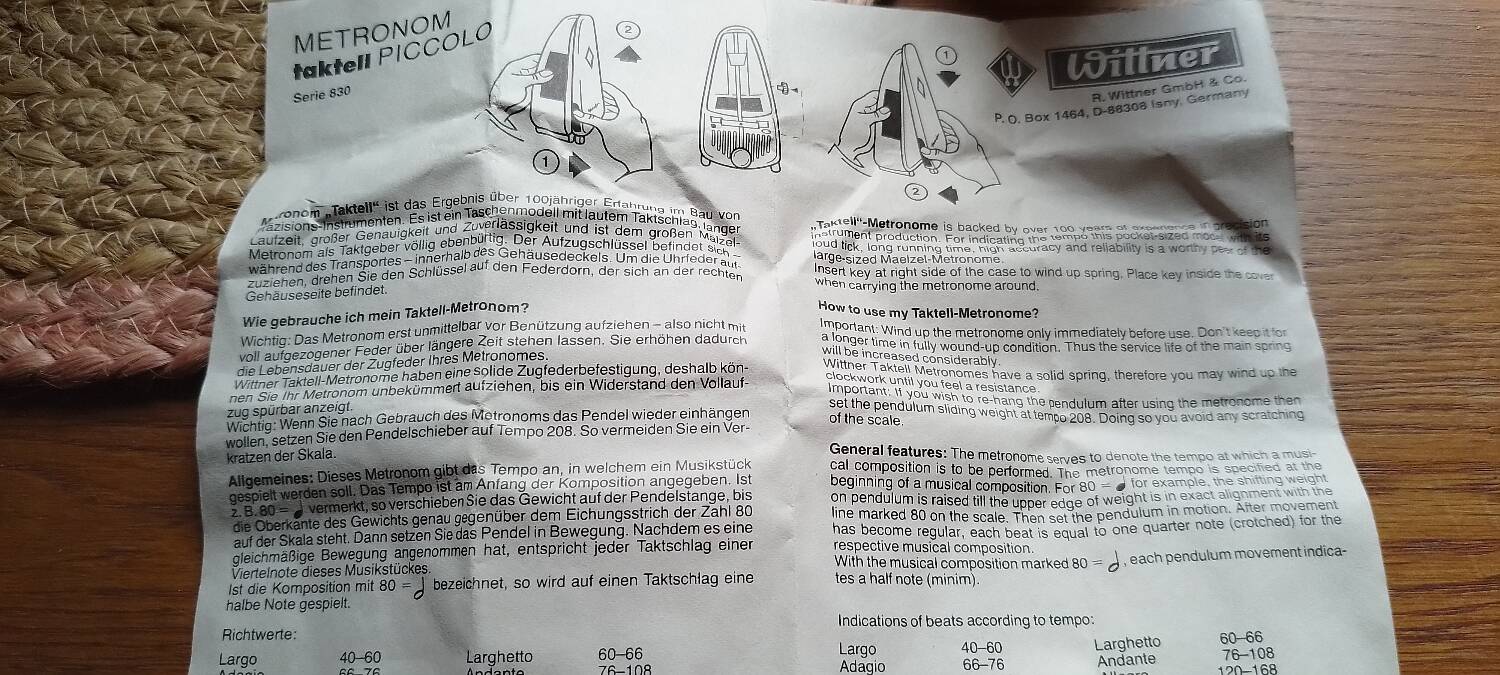 METRONOM
taktell PICCOLO
Serie 830
2
1
1
2
Wittner
R. Wittner GmbH & Co.
P.O. Box 1464, D-88308 Isny, Germany
„Taktell“ ist das Ergebnis über 100jähriger Erfahrung im Bau von
Instrumenten. Es ist ein Taschenmodell mit lautem Taktschlag, langer
Laufzeit, großer Genauigkeit und Zuverlässigkeit und ist dem großen Mälzel-
Metronom als Taktgeber völlig ebenbürtig. Der Aufzugschlüssel befindet sich –
während des Transportes – innerhalb des Gehäusedeckels. Um die Uhrfeder auf-
zuziehen, drehen Sie den Schlüssel auf den Federdorn, der sich an der rechten
Gehäuseseite befindet.
Wie gebrauche ich mein Taktell-Metronom?
Wichtig: Das Metronom erst unmittelbar vor Benützung aufziehen – also nicht mit
voll aufgezogener Feder über längere Zeit stehen lassen. Sie erhöhen dadurch
die Lebensdauer der Zugfeder Ihres Metronomes.
Wittner Taktell-Metronome haben eine solide Zugfederbefestigung, deshalb kön-
nen Sie Ihr Metronom unbekümmert aufziehen, bis ein Widerstand den Vollauf-
zug spürbar anzeigt.
Wichtig: Wenn Sie nach Gebrauch des Metronoms das Pendel wieder einhängen
wollen, setzen Sie den Pendelschieber auf Tempo 208. So vermeiden Sie ein Ver-
kratzen der Skala.
Allgemeines: Dieses Metronom gibt das Tempo an, in welchem ein Musikstück
gespielt werden soll. Das Tempo ist am Anfang der Komposition angegeben. Ist
z. B. 80 = ♩ vermerkt, so verschieben Sie das Gewicht auf der Pendelstange, bis
die Oberkante des Gewichts genau gegenüber dem Eichungsstrich der Zahl 80
auf der Skala steht. Dann setzen Sie das Pendel in Bewegung. Nachdem es eine
gleichmäßige Bewegung angenommen hat, entspricht jeder Taktschlag einer
Viertelnote dieses Musikstückes.
Ist die Komposition mit 80 = 𝅗𝅥 bezeichnet, so wird auf einen Taktschlag eine
halbe Note gespielt.
Richtwerte:
Largo 40–60 Larghetto 60–66
Adagio 66–76 Andante 76–108
„Taktell“-Metronome is backed by over 100 years of experience in precision
instrument production. For indicating the tempo this pocket-sized model with its
loud tick, long running time, high accuracy and reliability is a worthy peer of the
large-sized Maelzel-Metronome.
Insert key at right side of the case to wind up spring. Place key inside the cover
when carrying the metronome around.
How to use my Taktell-Metronome?
Important: Wind up the metronome only immediately before use. Don't keep it for
a longer time in fully wound-up condition. Thus the service life of the main spring
will be increased considerably.
Wittner Taktell Metronomes have a solid spring, therefore you may wind up the
clockwork until you feel a resistance.
Important: If you wish to re-hang the pendulum after using the metronome then
set the pendulum sliding weight at tempo 208. Doing so you avoid any scratching
of the scale.
General features: The metronome serves to denote the tempo at which a musi-
cal composition is to be performed. The metronome tempo is specified at the
beginning of a musical composition. For 80 = ♩ for example, the shifting weight
on pendulum is raised till the upper edge of weight is in exact alignment with the
line marked 80 on the scale. Then set the pendulum in motion. After movement
has become regular, each beat is equal to one quarter note (crotched) for the
respective musical composition.
With the musical composition marked 80 = 𝅗𝅥, each pendulum movement indica-
tes a half note (minim).
Indications of beats according to tempo:
Largo 40–60 Larghetto 60–66
Adagio 66–76 Andante 76–108
120–168